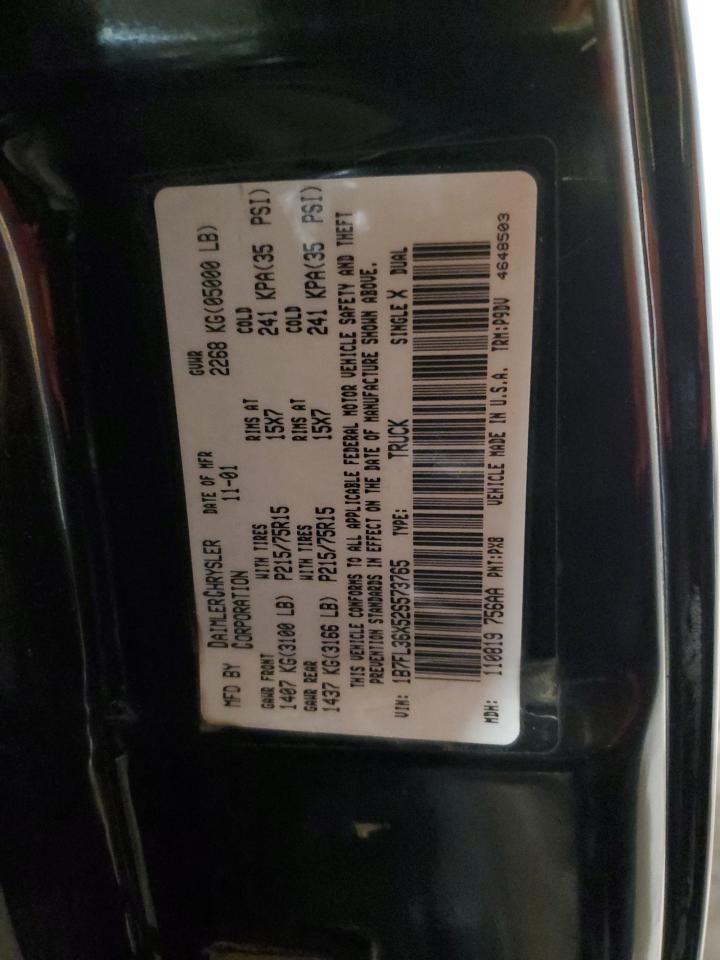 MFD BY DAIMLERCHRYSLER CORPORATION DATE OF MFR 11-01 GVWR 2268 KG(05000 LB)
GAWR FRONT WITH TIRES RIMS AT COLD
1407 KG(3100 LB) P215/75R15 15X7 241 KPA(35 PSI)
GAWR REAR WITH TIRES RIMS AT COLD
1437 KG(3166 LB) P215/75R15 15X7 241 KPA(35 PSI)
THIS VEHICLE CONFORMS TO ALL APPLICABLE FEDERAL MOTOR VEHICLE SAFETY AND THEFT
PREVENTION STANDARDS IN EFFECT ON THE DATE OF MANUFACTURE SHOWN ABOVE.
VIN: 1B7FL36X52S573765 TYPE: TRUCK SINGLE X DUAL
MDH: 110819 756AA PNT:PX8 VEHICLE MADE IN U.S.A. TRM:P9DV 4648503